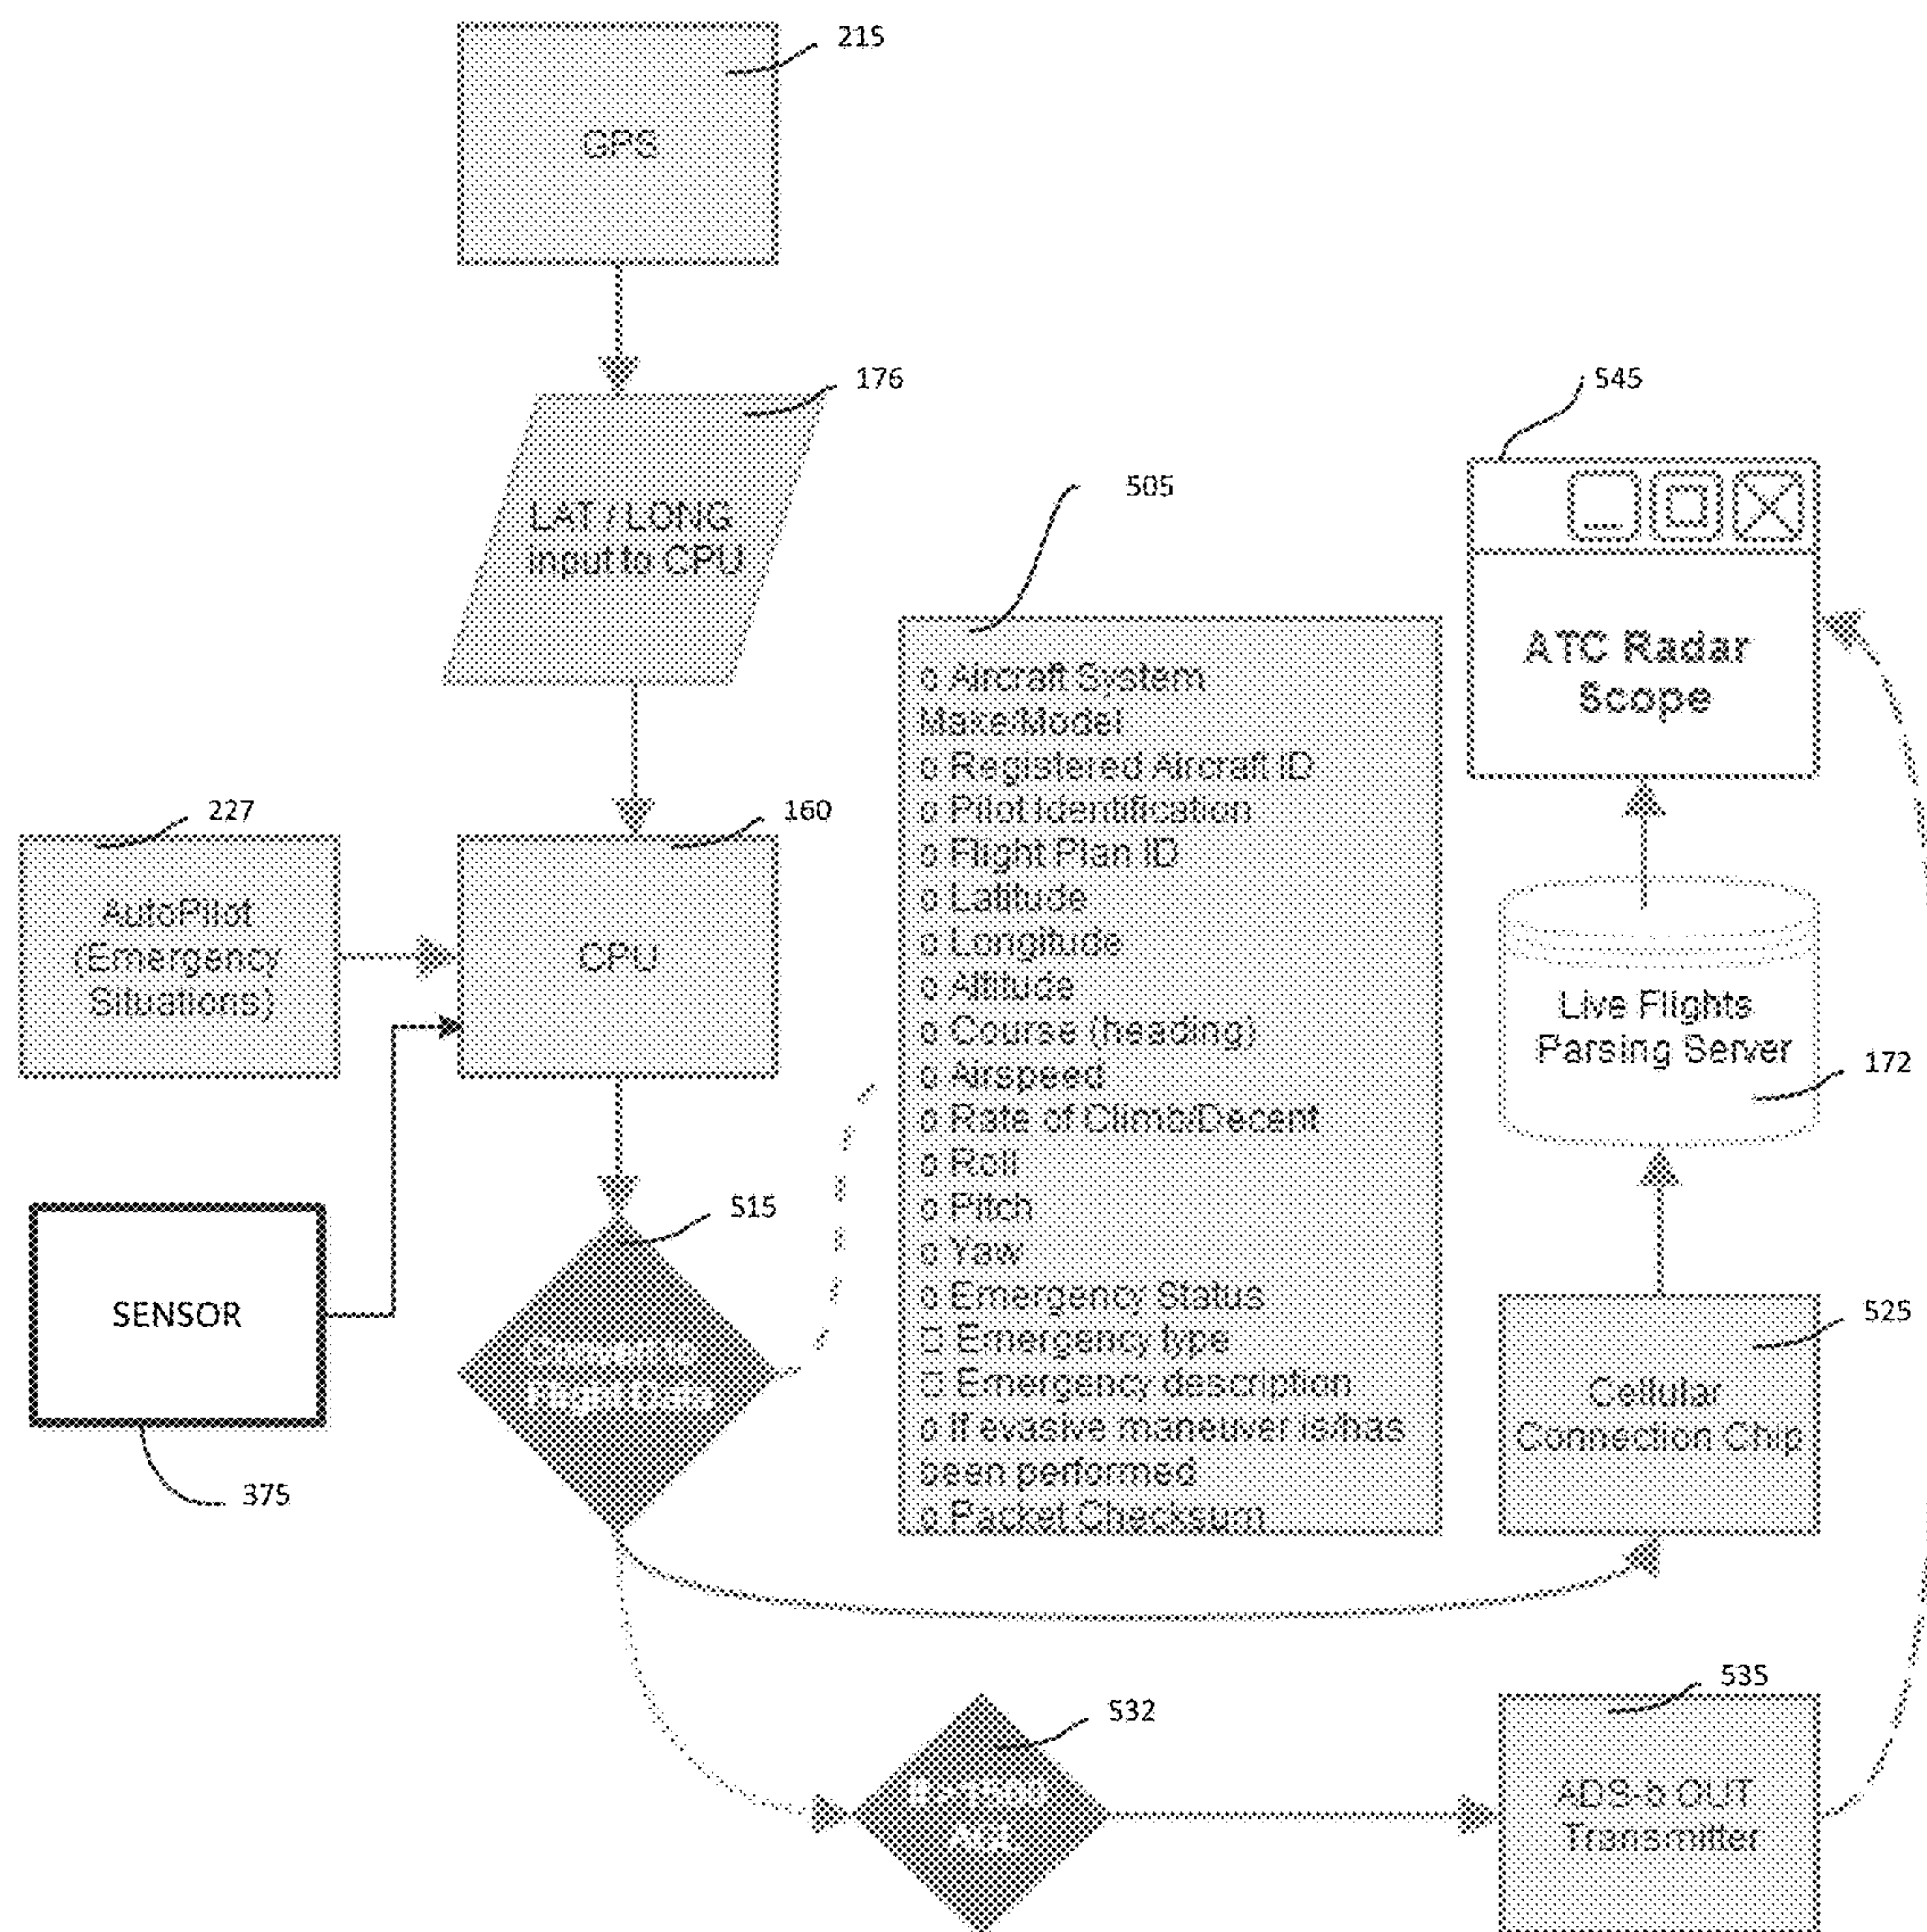 215
GPS
176
LAT / LONG
Input to CPU
545
505
ATC Radar
Scope
o Aircraft System
Make/Model
o Registered Aircraft ID
o Pilot Identification
o Flight Plan ID
o Latitude
o Longitude
o Altitude
o Course (heading)
o Airspeed
o Rate of Climb/Decent
o Roll
o Pitch
o Yaw
o Emergency Status
□ Emergency type
□ Emergency description
o If evasive maneuver is/has
been performed
o Packet Checksum
227
AutoPilot
(Emergency
Situations)
160
CPU
Live Flights
Parsing Server
172
515
Flight Data
SENSOR
375
525
Cellular
Connection Chip
532
535
ADS-b OUT
Transmitter